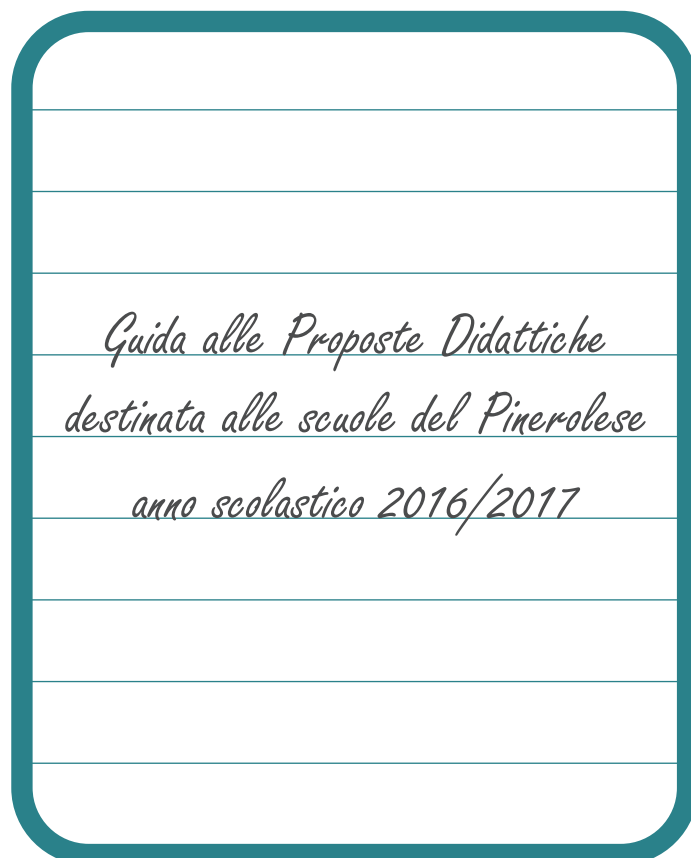 Guida alle Proposte Didattiche
destinata alle scuole del Pinerolese
anno scolastico 2016/2017